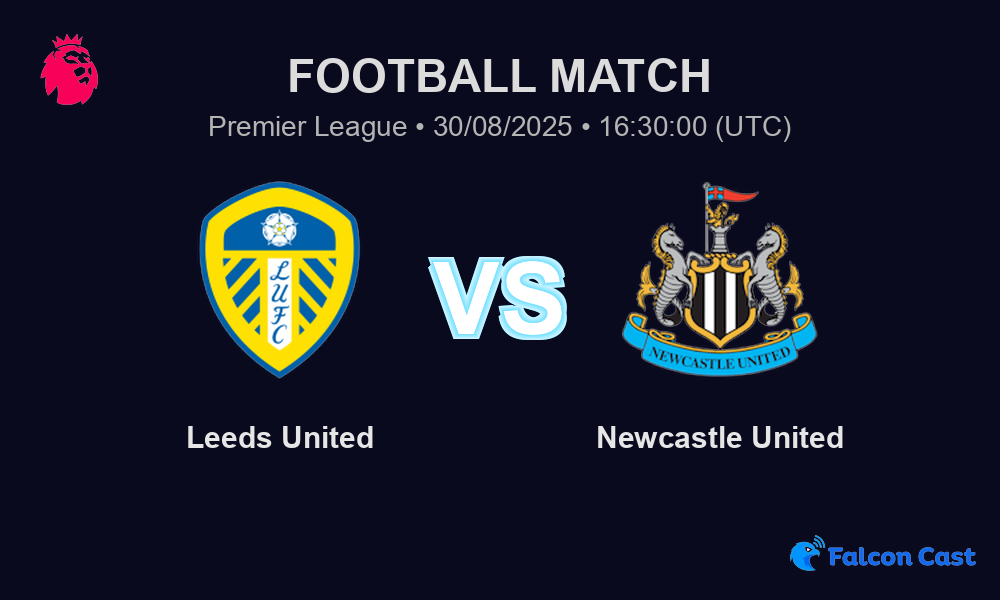 FOOTBALL MATCH
Premier League • 30/08/2025 • 16:30:00 (UTC)
LUFC
VS
NEWCASTLE UNITED
Leeds United
Newcastle United
Falcon Cast